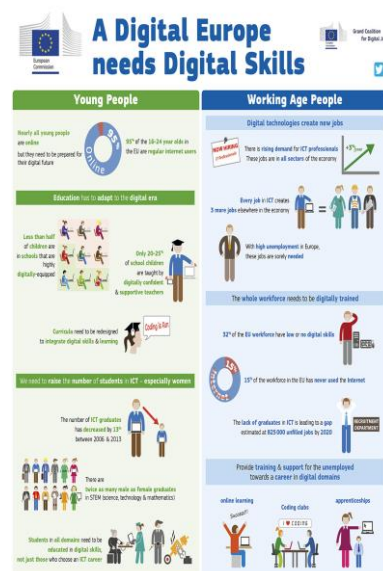 A Digital Europe
needs Digital Skills
European
Commission
Grand Coalition
for Digital
Young People
Nearly all young people
are online
but they need to be prepared for
their digital future
95%
Online
95% of the 16-24 year olds in
the EU are regular internet users
Education has to adapt to the digital era
Less than half
of children are
in schools that are
highly
digitally-equipped
Only 20-25%
of school children
are taught by
digitally confident
& supportive teachers
Curricula need to be redesigned
to integrate digital skills & learning
Coding is fun
We need to raise the number of students in ICT - especially women
The number of ICT graduates
has decreased by 13%
between 2006 & 2013
There are
twice as many male as female graduates
in STEM (science, technology & mathematics)
Students in all domains need to be
educated in digital skills,
not just those who choose an ICT career
Working Age People
Digital technologies create new jobs
NOW HIRING
There is rising demand for ICT professionals
These jobs are in all sectors of the economy
Every job in ICT creates
3 more jobs elsewhere in the economy
With high unemployment in Europe,
these jobs are sorely needed
The whole workforce needs to be digitally trained
32% of the EU workforce have low or no digital skills
15%
15% of the workforce in the EU has never used the Internet
The lack of graduates in ICT is leading to a gap
estimated at 825 000 unfilled jobs by 2020
RECRUITMENT
DEPARTMENT
Provide training & support for the unemployed
towards a career in digital domains
online learning
Coding clubs
apprenticeships
I ❤ CODING